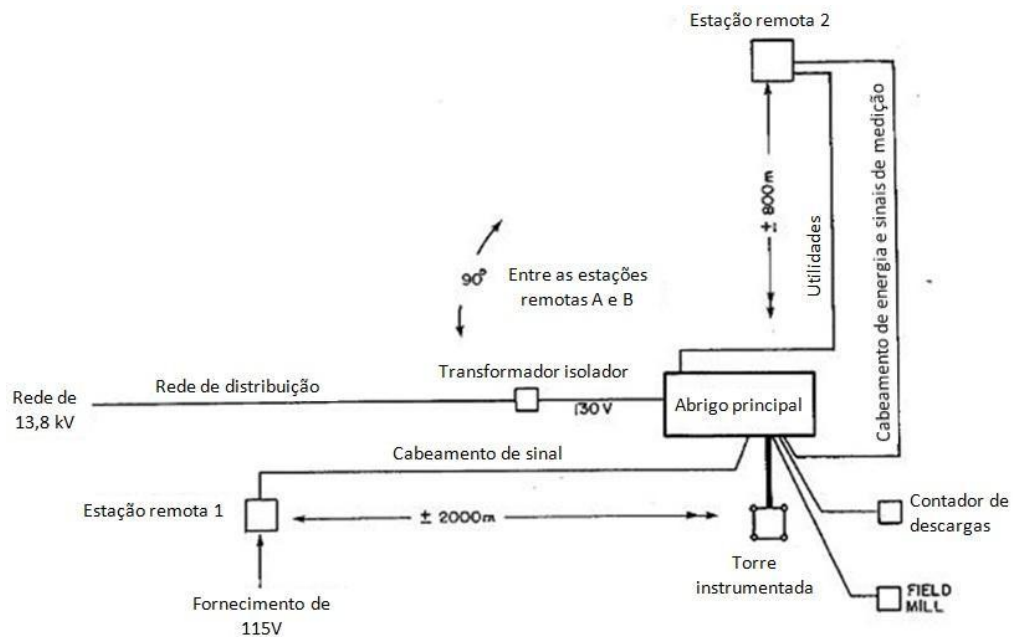 Estação remota 2
± 800m
Utilidades
Cabeamento de energia e sinais de medição
90°
Entre as estações
remotas A e B
Transformador isolador
Rede de distribuição
Rede de
13,8 kV
130 V
Abrigo principal
Cabeamento de sinal
Estação remota 1
± 2000m
Contador de
descargas
Torre
instrumentada
FIELD
MILL
Fornecimento de
115V